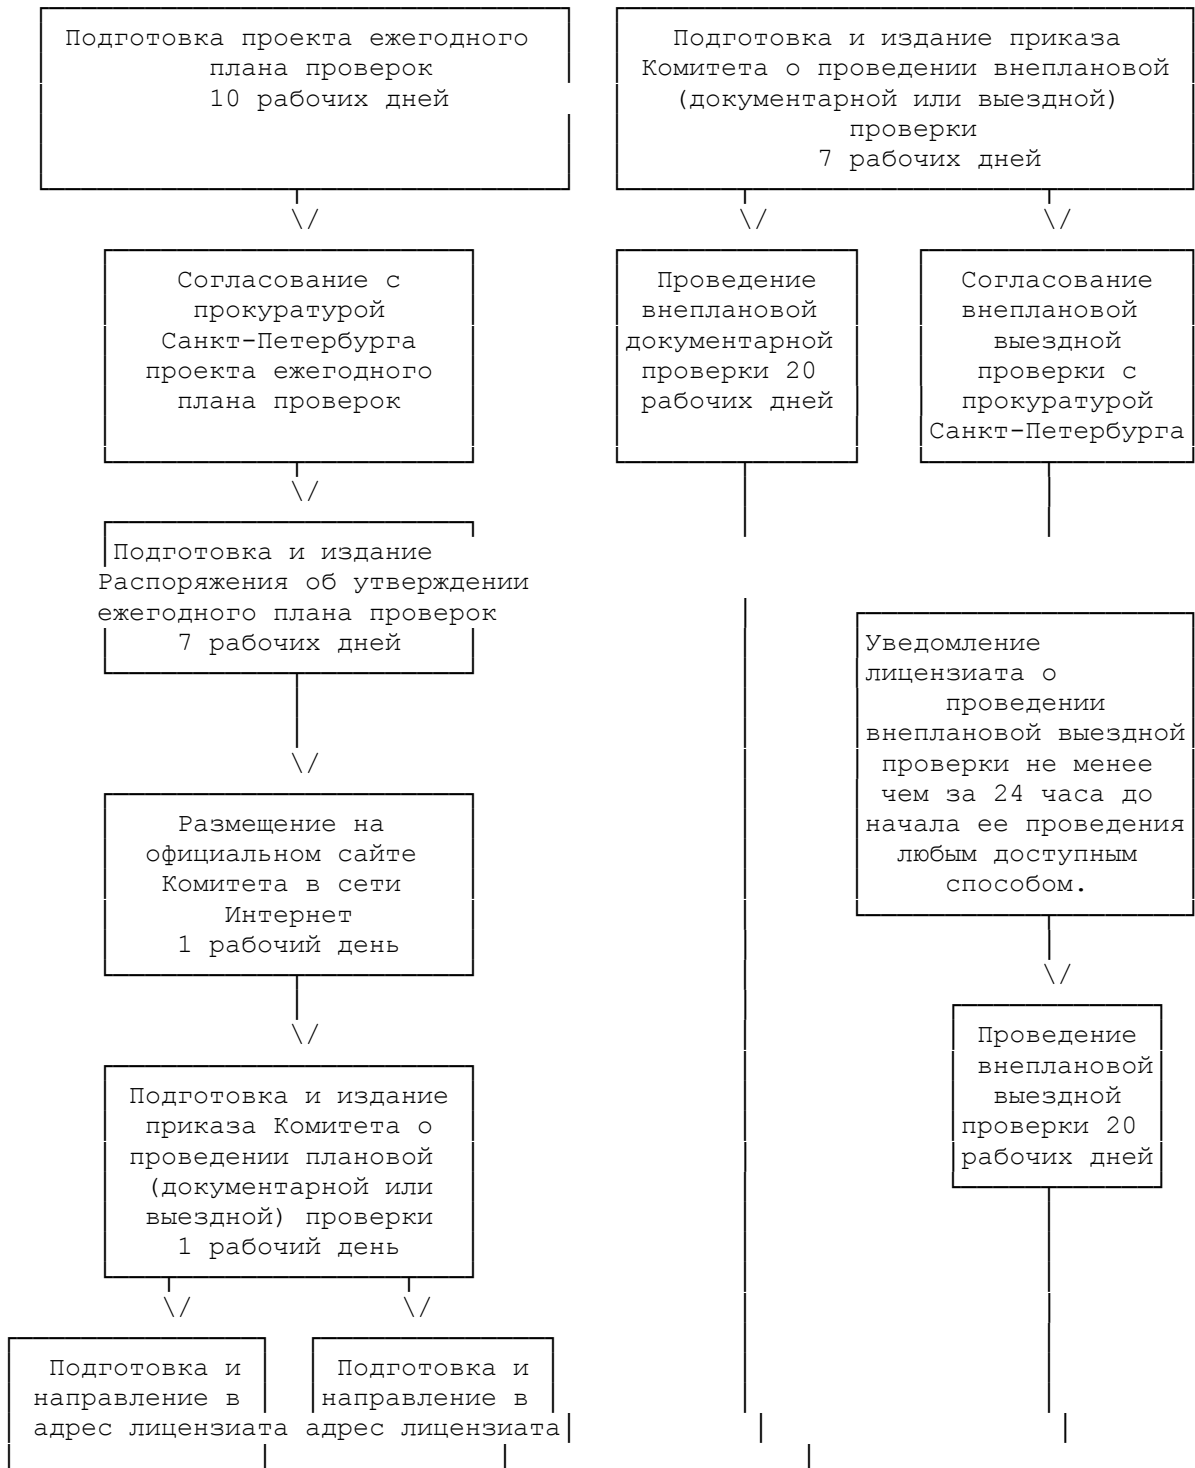 Подготовка проекта ежегодного
плана проверок
10 рабочих дней
Подготовка и издание приказа
Комитета о проведении внеплановой
(документарной или выездной)
проверки
7 рабочих дней
\/
\/
\/
Согласование с
прокуратурой
Санкт-Петербурга
проекта ежегодного
плана проверок
Проведение
внеплановой
документарной
проверки 20
рабочих дней
Согласование
внеплановой
выездной
проверки с
прокуратурой
Санкт-Петербурга
\/
Подготовка и издание
Распоряжения об утверждении
ежегодного плана проверок
7 рабочих дней
Уведомление
лицензиата о
проведении
внеплановой выездной
проверки не менее
чем за 24 часа до
начала ее проведения
любым доступным
способом.
\/
Размещение на
официальном сайте
Комитета в сети
Интернет
1 рабочий день
\/
\/
Проведение
внеплановой
выездной
проверки 20
рабочих дней
Подготовка и издание
приказа Комитета о
проведении плановой
(документарной или
выездной) проверки
1 рабочий день
\/
\/
Подготовка и
направление в
адрес лицензиата
Подготовка и
направление в
адрес лицензиата